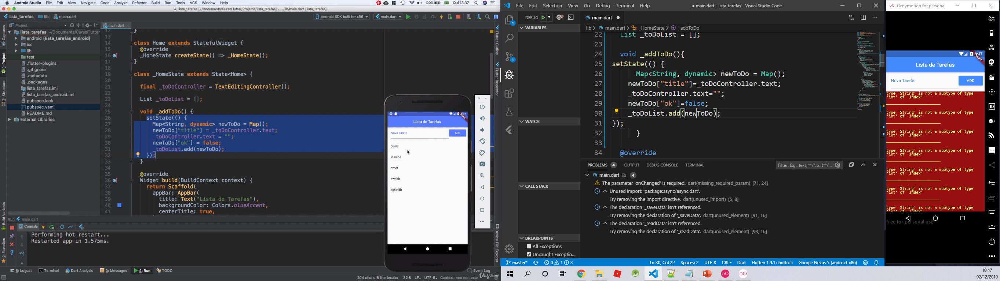 Android Studio File Edit View Navigate Code Analyze Refactor Build Run Tools VCS Window Help
100% Qui 13:37
lista_tarefas [~/Documents/CursoFlutter/Projetos/lista_tarefas] - .../lib/main.dart [lista_tarefas]
lista_tarefas lib main.dart
Android SDK built for x86 main.dart
Project
main.dart
lista_tarefas ~/Documents/CursoFlutter/
android [lista_tarefas_android]
ios
lib
test
.flutter-plugins
.gitignore
.metadata
.packages
lista_tarefas.iml
lista_tarefas_android.iml
pubspec.lock
pubspec.yaml
README.md
External Libraries
Captures
1: Project
Z: Structure
Build Variants
2: Favorites
12 }
13
14 class Home extends StatefulWidget {
15 @override
16 _HomeState createState() => _HomeState();
17 }
18
19 class _HomeState extends State<Home> {
20
21 final _toDoController = TextEditingController();
22
23 List _toDoList = [];
24
25 void _addToDo() {
26 setState(() {
27 Map<String, dynamic> newToDo = Map();
28 newToDo["title"] = _toDoController.text;
29 _toDoController.text = "";
30 newToDo["ok"] = false;
31 _toDoList.add(newToDo);
32 });
33 }
34
35 @override
36 Widget build(BuildContext context) {
37 return Scaffold(
38 appBar: AppBar(
39 title: Text("Lista de Tarefas"),
40 backgroundColor: Colors.blueAccent,
41 centerTitle: true,
Flutter Outline
Flutter Inspector
Device File Explorer
Lista de Tarefas
Nova Tarefa
ADD
Daniel
Marcos
svcdf
svdfdb
sgsbfdb
Run main.dart
Console
Performing hot restart...
Restarted app in 1.575ms.
6: Logcat Terminal Dart Analysis 0: Messages 4: Run TODO
Event Log
204 chars, 6 line breaks 32:8 LF UTF-8 Context: <no context>
Udemy
File Edit Selection View Go Debug Terminal Help
● main.dart - lista_tarefas - Visual Studio Code
DEBUG
main.dart
VARIABLES
WATCH
CALL STACK
BREAKPOINTS
All Exceptions
Uncaught Exceptio...
lib > main.dart > _HomeState > _addToDo
22 List _toDoList = [];
23
24 void _addToDo(){
25 setState(() {
26 Map<String, dynamic> newToDo = Map();
27 newToDo["title"]=_toDoController.text;
28 _toDoController.text="";
29 newToDo["ok"]=false;
30 _toDoList.add(newToDo);
31 });
32 }
33
34 @override
PROBLEMS 4 OUTPUT DEBUG CONSOLE TERMINAL
Filter. E.g.: text, **/*.ts, !**/...
main.dart lib 4
The parameter 'onChanged' is required. dart(missing_required_param) [71, 24]
Unused import: 'package:async/async.dart'.
Try removing the import directive. dart(unused_import) [5, 8]
The declaration '_saveData' isn't referenced.
Try removing the declaration of '_saveData'. dart(unused_element) [91, 16]
The declaration '_readData' isn't referenced.
Try removing the declaration of '_readData'. dart(unused_element) [98, 16]
master* 0 1 3
Ln 30, Col 22 Spaces: 2 UTF-8 CRLF Dart Flutter: 1.9.1+hotfix.5 Google Nexus 5 (android-x86)
10:47
02/12/2019
Genymotion for persona...
8:47
Lista de Tarefas
Nova Tarefa
ADD
type 'String' is not a subtype of type
'int' of 'index'
type 'String' is not a subtype of type
'int' of 'index'
type 'String' is not a subtype of type
'int' of 'index'
type 'String' is not a subtype of type
'int' of 'index'
type 'String' is not a subtype of type
'int' of 'index'
type 'String' is not a subtype of type
'int' of 'index'
type 'String' is not a subtype of type
'int' of 'index'
free for personal use
GPS
ID